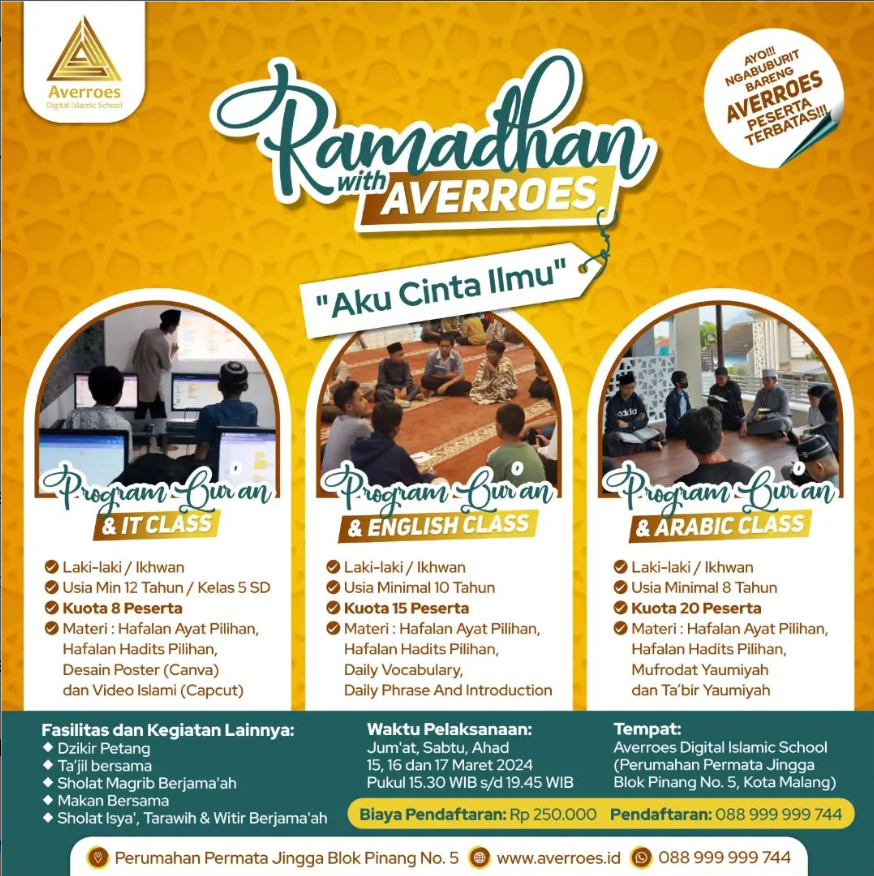 Averroes
Digital Islamic School
AYO!!!
NGABUBURIT
BARENG
AVERROES
PESERTA
TERBATAS!!!
Ramadhan
with AVERROES
"Aku Cinta Ilmu"
Program Qur'an
& IT CLASS
Laki-laki / Ikhwan
Usia Min 12 Tahun / Kelas 5 SD
Kuota 8 Peserta
Materi : Hafalan Ayat Pilihan,
Hafalan Hadits Pilihan,
Desain Poster (Canva)
dan Video Islami (Capcut)
Program Qur'an
& ENGLISH CLASS
Laki-laki / Ikhwan
Usia Minimal 10 Tahun
Kuota 15 Peserta
Materi : Hafalan Ayat Pilihan,
Hafalan Hadits Pilihan,
Daily Vocabulary,
Daily Phrase And Introduction
Program Qur'an
& ARABIC CLASS
Laki-laki / Ikhwan
Usia Minimal 8 Tahun
Kuota 20 Peserta
Materi : Hafalan Ayat Pilihan,
Hafalan Hadits Pilihan,
Mufrodat Yaumiyah
dan Ta'bir Yaumiyah
Fasilitas dan Kegiatan Lainnya:
Dzikir Petang
Ta'jil bersama
Sholat Magrib Berjama'ah
Makan Bersama
Sholat Isya', Tarawih & Witir Berjama'ah
Waktu Pelaksanaan:
Jum'at, Sabtu, Ahad
15, 16 dan 17 Maret 2024
Pukul 15.30 WIB s/d 19.45 WIB
Tempat:
Averroes Digital Islamic School
(Perumahan Permata Jingga
Blok Pinang No. 5, Kota Malang)
Biaya Pendaftaran: Rp 250.000 Pendaftaran: 088 999 999 744
Perumahan Permata Jingga Blok Pinang No. 5 www.averroes.id 088 999 999 744